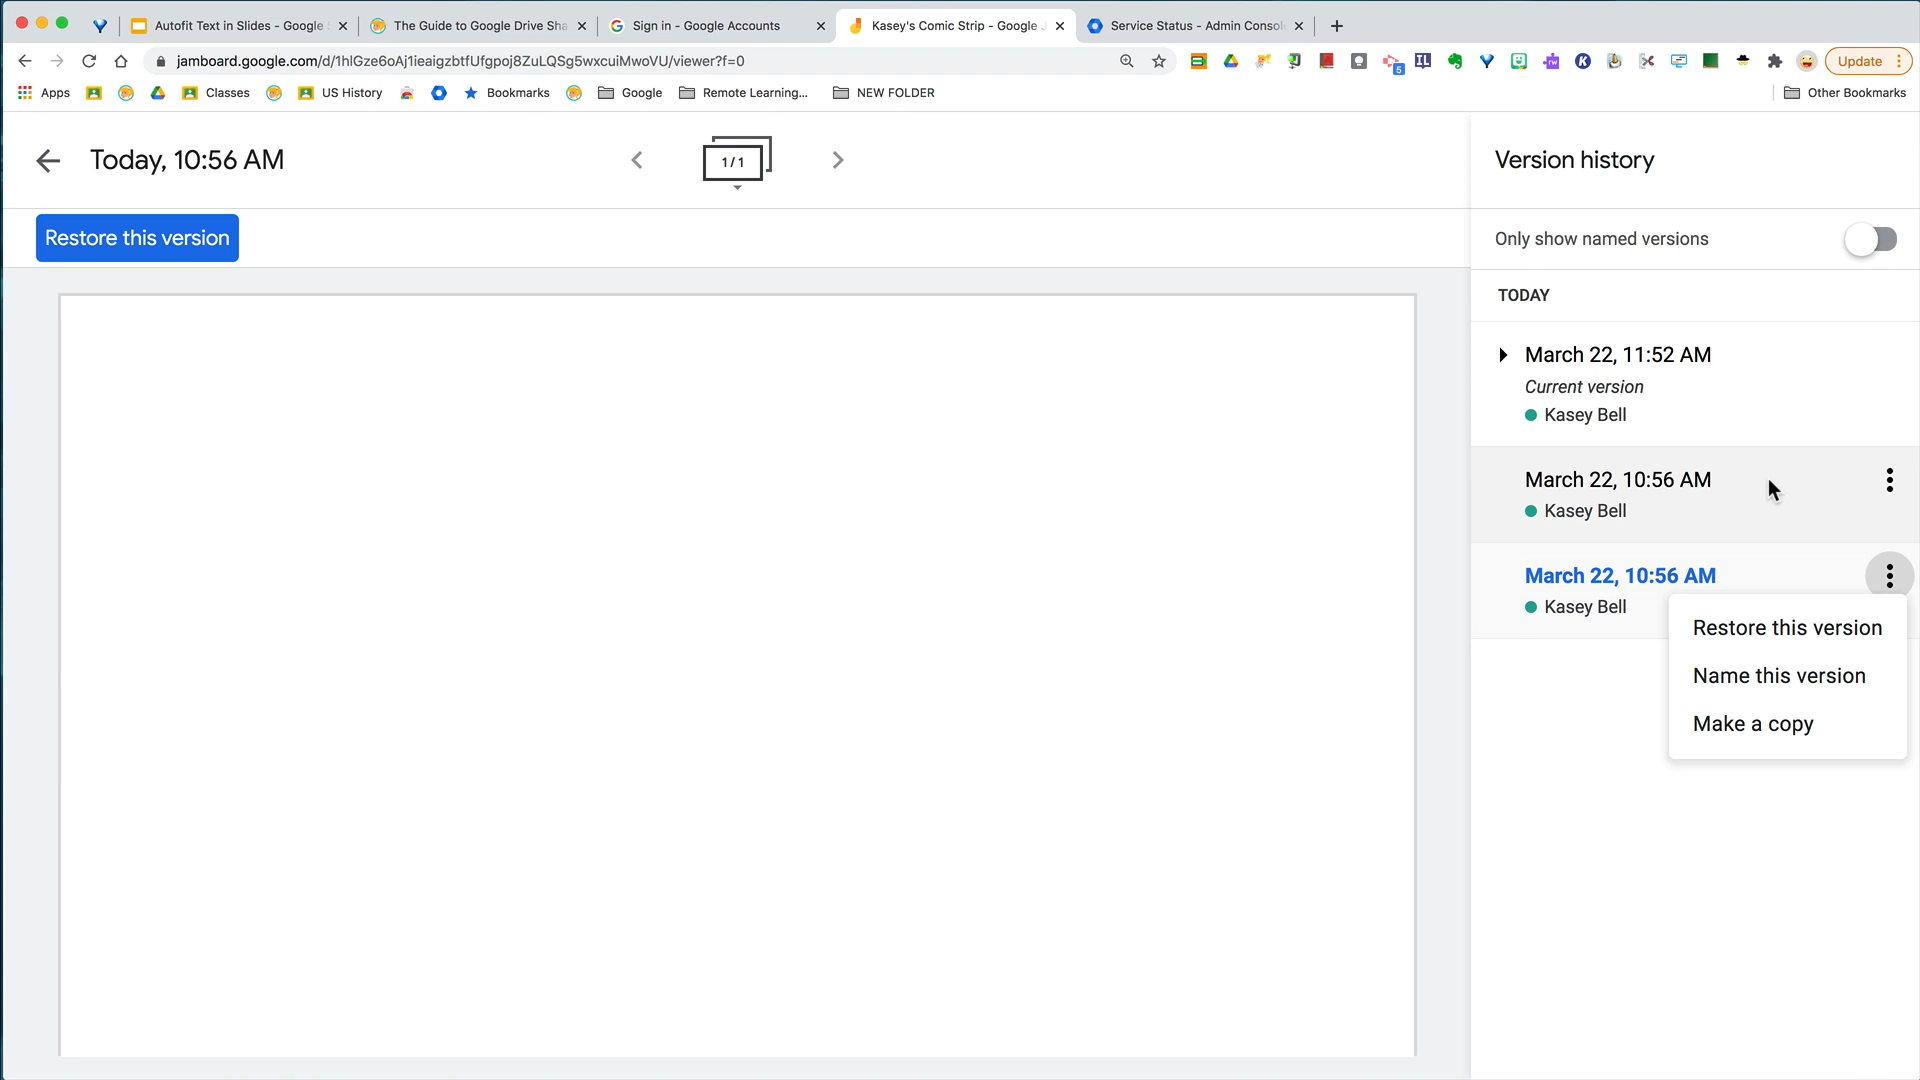 Autofit Text in Slides - Google
The Guide to Google Drive Sha
Sign in - Google Accounts
Kasey's Comic Strip - Google J
Service Status - Admin Consol
jamboard.google.com/d/1hlGze6oAj1ieaigzbtfUfgpoj8ZuLQSg5wxcuiMwoVU/viewer?f=0
5
IL
rw
K
Update
Apps
Classes
US History
Bookmarks
Google
Remote Learning...
NEW FOLDER
Other Bookmarks
Today, 10:56 AM
1/1
Version history
Restore this version
Only show named versions
TODAY
March 22, 11:52 AM
Current version
Kasey Bell
March 22, 10:56 AM
Kasey Bell
March 22, 10:56 AM
Kasey Bell
Restore this version
Name this version
Make a copy